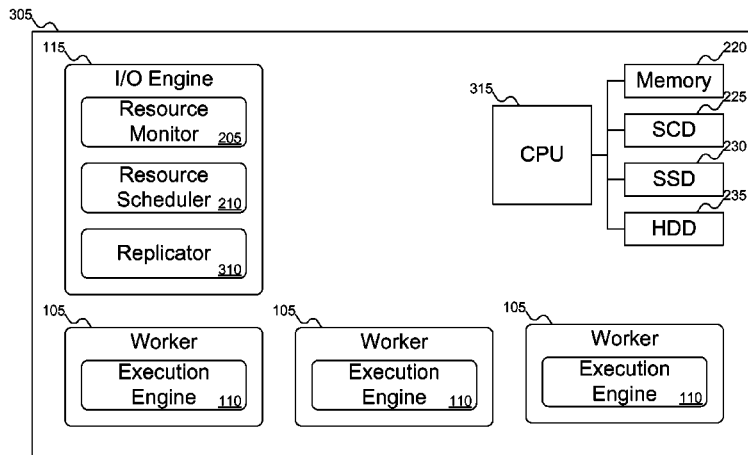 305
115
I/O Engine
Resource
Monitor 205
Resource
Scheduler 210
Replicator
310
315
CPU
220
Memory
225
SCD
230
SSD
235
HDD
105
Worker
Execution
Engine 110
105
Worker
Execution
Engine 110
105
Worker
Execution
Engine 110